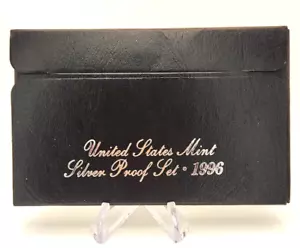 United States Mint
Silver Proof Set · 1996